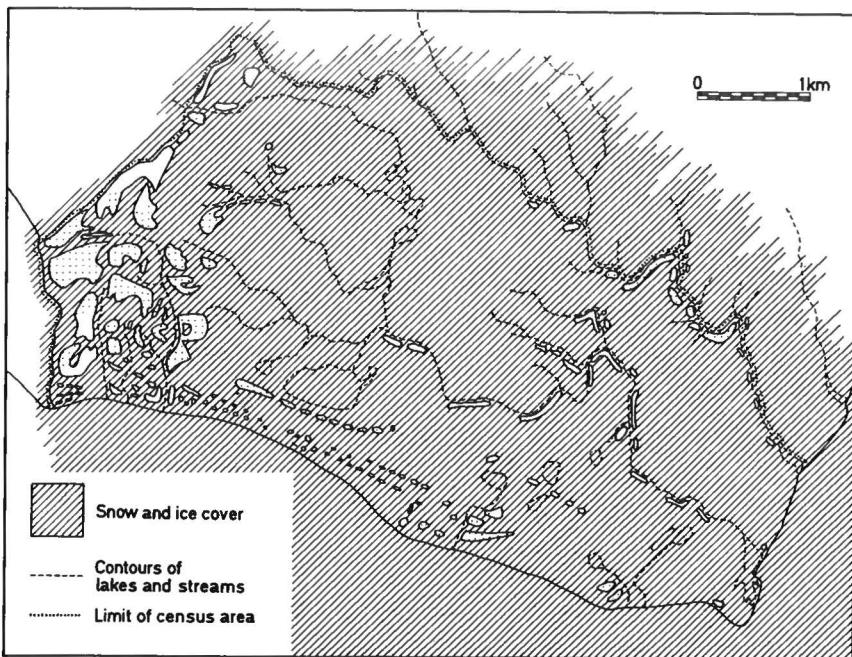 0 1km
Snow and ice cover
Contours of
lakes and streams
Limit of census area